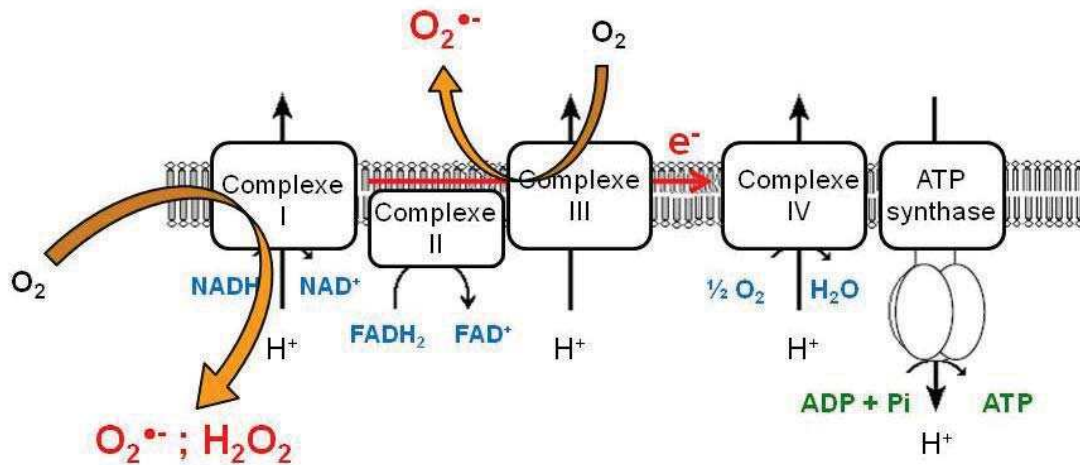 O₂•⁻
O₂
e⁻
Complexe I
Complexe II
Complexe III
Complexe IV
ATP synthase
O₂
NADH
NAD⁺
FADH₂
FAD⁺
½ O₂
H₂O
H⁺
H⁺
H⁺
ADP + Pi
ATP
H⁺
O₂•⁻ ; H₂O₂